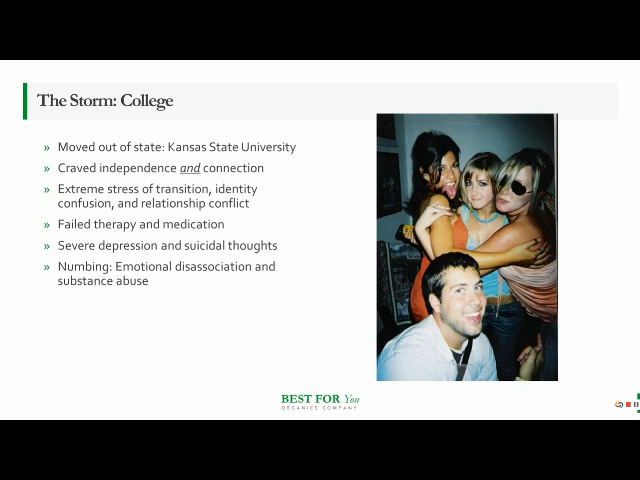 The Storm: College
» Moved out of state: Kansas State University
» Craved independence and connection
» Extreme stress of transition, identity
confusion, and relationship conflict
» Failed therapy and medication
» Severe depression and suicidal thoughts
» Numbing: Emotional disassociation and
substance abuse
BEST FOR You
ORGANICS COMPANY